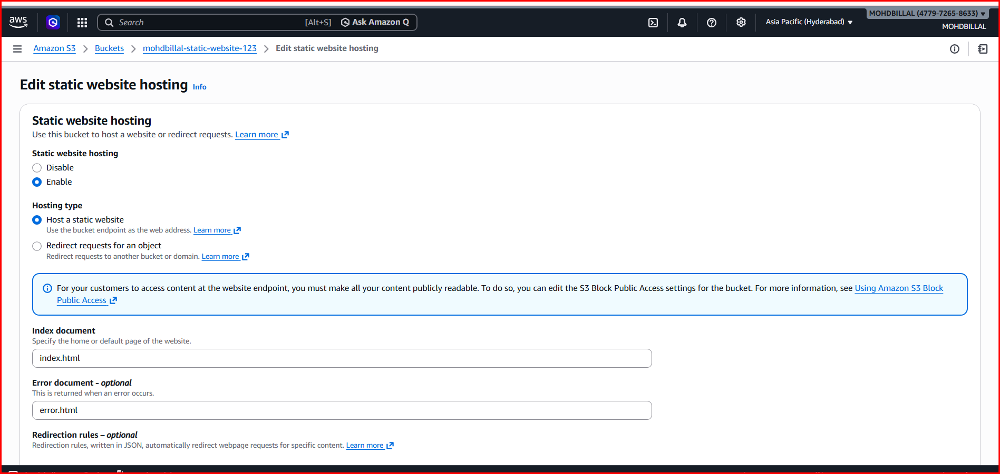 aws Search [Alt+S] Ask Amazon Q Asia Pacific (Hyderabad) MOHDBILLAL (4779-7265-8633)
MOHDBILLAL
Amazon S3 Buckets mohdbillal-static-website-123 Edit static website hosting
Edit static website hosting Info
Static website hosting
Use this bucket to host a website or redirect requests. Learn more
Static website hosting
Disable
Enable
Hosting type
Host a static website
Use the bucket endpoint as the web address. Learn more
Redirect requests for an object
Redirect requests to another bucket or domain. Learn more
For your customers to access content at the website endpoint, you must make all your content publicly readable. To do so, you can edit the S3 Block Public Access settings for the bucket. For more information, see Using Amazon S3 Block
Public Access
Index document
Specify the home or default page of the website.
index.html
Error document - optional
This is returned when an error occurs.
error.html
Redirection rules – optional
Redirection rules, written in JSON, automatically redirect webpage requests for specific content. Learn more